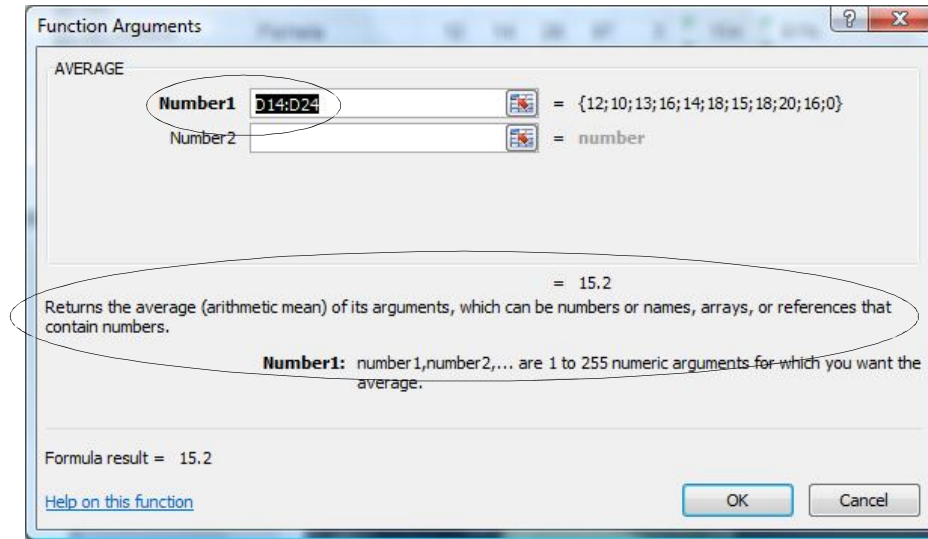 Function Arguments
AVERAGE
Number1 D14:D24 = {12;10;13;16;14;18;15;18;20;16;0}
Number2 = number
= 15.2
Returns the average (arithmetic mean) of its arguments, which can be numbers or names, arrays, or references that
contain numbers.
Number1: number1,number2,... are 1 to 255 numeric arguments for which you want the
average.
Formula result = 15.2
Help on this function
OK Cancel